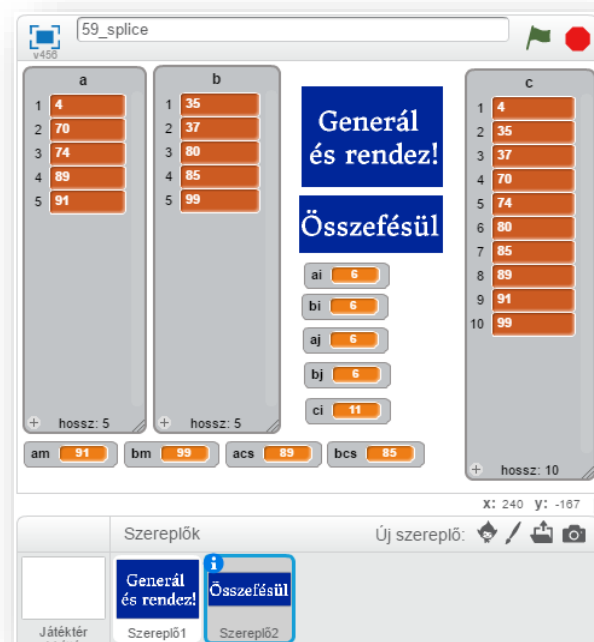 59_splice
v456
a
1 4
2 70
3 74
4 89
5 91
hossz: 5
b
1 35
2 37
3 80
4 85
5 99
hossz: 5
Generál
és rendez!
Összefésül
ai 6
bi 6
aj 6
bj 6
ci 11
c
1 4
2 35
3 37
4 70
5 74
6 80
7 85
8 89
9 91
10 99
hossz: 10
am 91
bm 99
acs 89
bcs 85
x: 240 y: -167
Szereplők
Új szereplő:
Generál
és rendez!
Összefésül
Játéktér
Szereplő1
Szereplő2